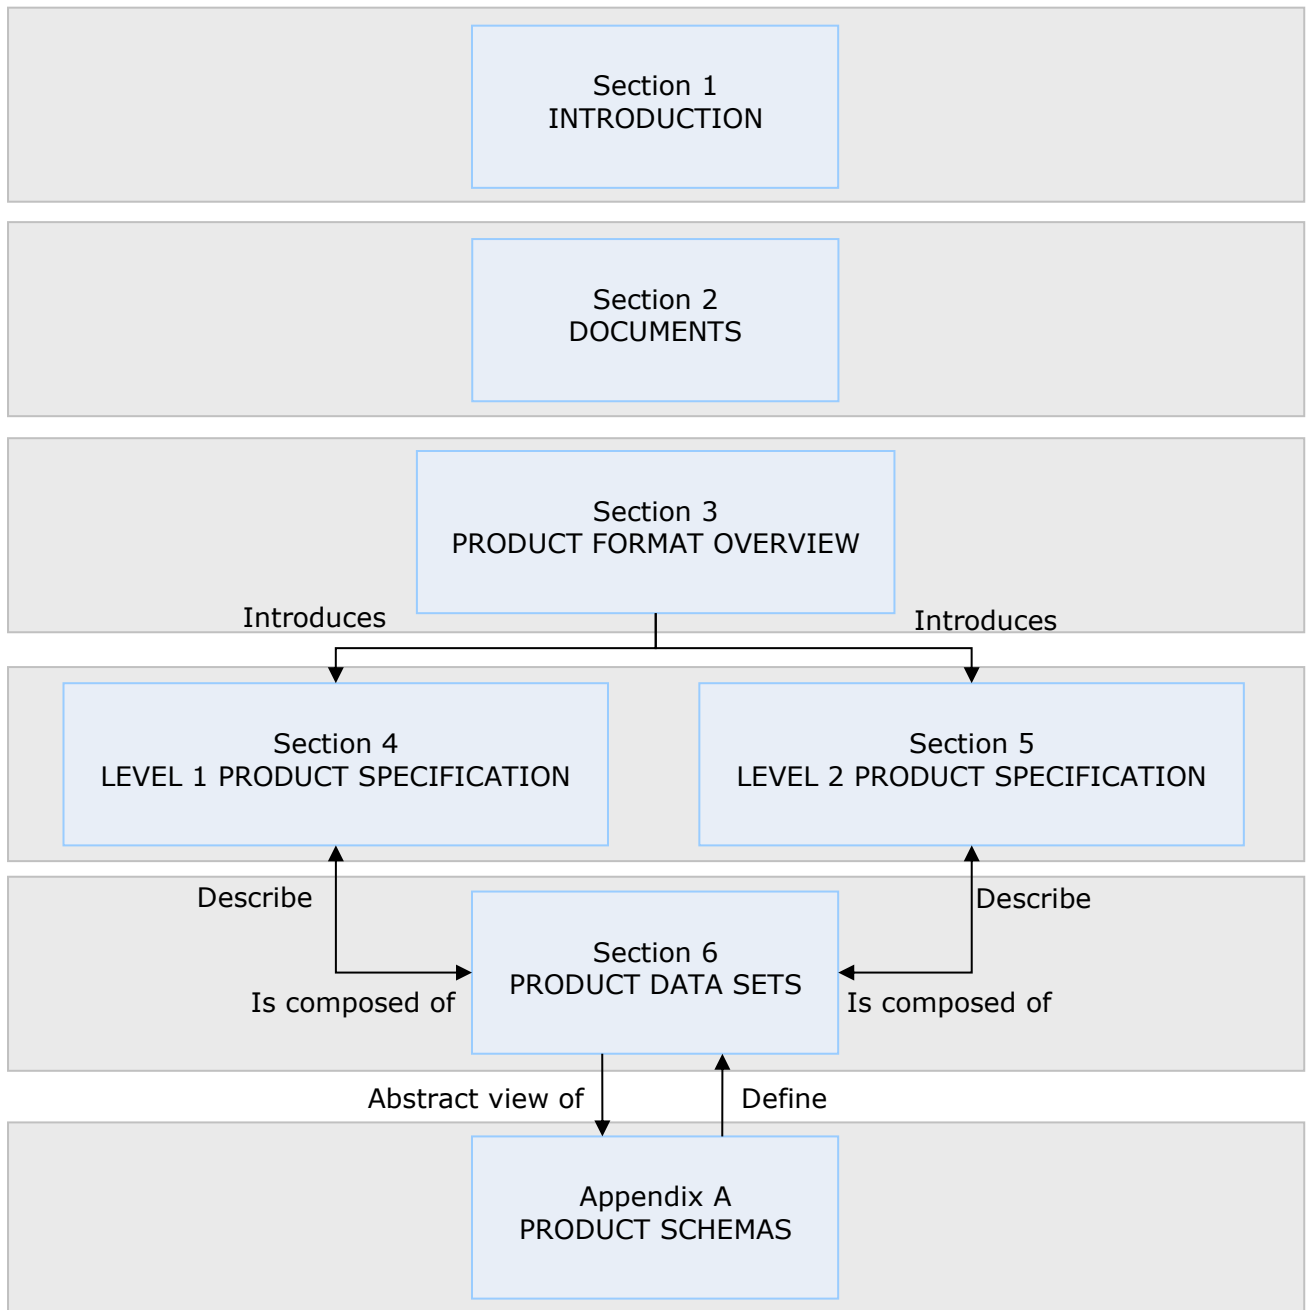 Section 1
INTRODUCTION
Section 2
DOCUMENTS
Section 3
PRODUCT FORMAT OVERVIEW
Introduces
Introduces
Section 4
LEVEL 1 PRODUCT SPECIFICATION
Section 5
LEVEL 2 PRODUCT SPECIFICATION
Describe
Describe
Section 6
PRODUCT DATA SETS
Is composed of
Is composed of
Abstract view of
Define
Appendix A
PRODUCT SCHEMAS